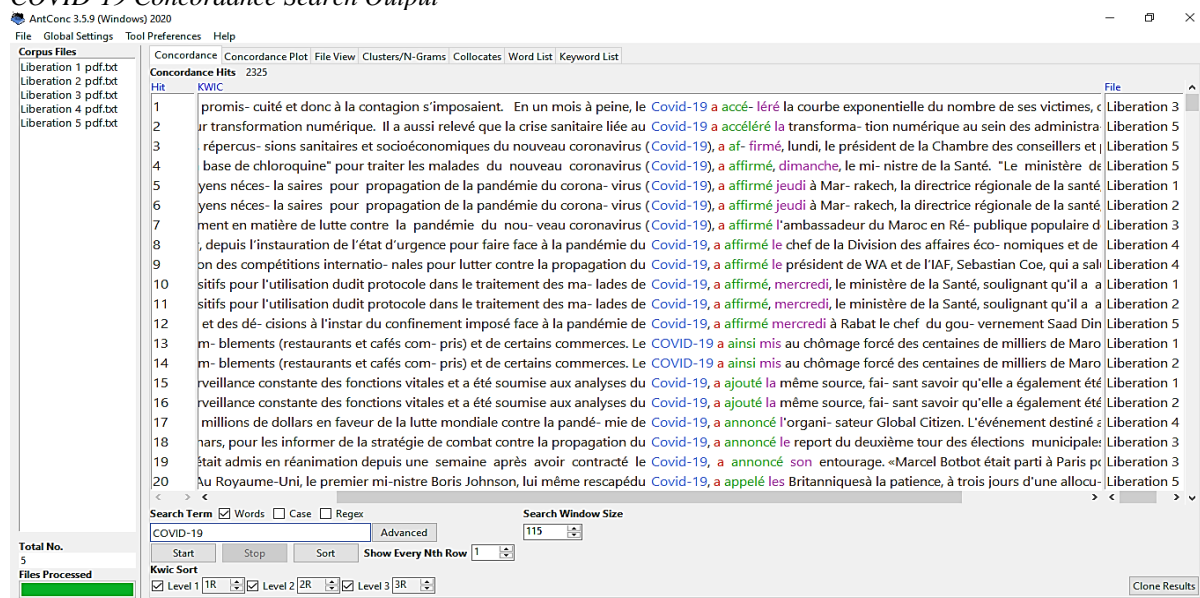 COVID-19 Concordance Search Output
AntConc 3.5.9 (Windows) 2020
File Global Settings Tool Preferences Help
Corpus Files
Liberation 1 pdf.txt
Liberation 2 pdf.txt
Liberation 3 pdf.txt
Liberation 4 pdf.txt
Liberation 5 pdf.txt
Concordance Concordance Plot File View Clusters/N-Grams Collocates Word List Keyword List
Concordance Hits 2325
Hit KWIC File
1 promis- cuité et donc à la contagion s'imposaient. En un mois à peine, le Covid-19 a accé- léré la courbe exponentielle du nombre de ses victimes, Liberation 3
2 transformation numérique. Il a aussi relevé que la crise sanitaire liée au Covid-19 a accéléré la transforma- tion numérique au sein des administra- Liberation 5
3 répercus- sions sanitaires et socioéconomiques du nouveau coronavirus (Covid-19), a af- firmé, lundi, le président de la Chambre des conseillers et Liberation 5
4 base de chloroquine" pour traiter les malades du nouveau coronavirus (Covid-19), a affirmé, dimanche, le mi- nistre de la Santé. "Le ministère de Liberation 5
5 yens néces- la saires pour propagation de la pandémie du corona- virus (Covid-19), a affirmé jeudi à Mar- rakech, la directrice régionale de la santé Liberation 1
6 yens néces- la saires pour propagation de la pandémie du corona- virus (Covid-19), a affirmé jeudi à Mar- rakech, la directrice régionale de la santé Liberation 2
7 ment en matière de lutte contre la pandémie du nou- veau coronavirus (Covid-19), a affirmé l'ambassadeur du Maroc en Ré- publique populaire d Liberation 3
8 , depuis l'instauration de l'état d'urgence pour faire face à la pandémie du Covid-19, a affirmé le chef de la Division des affaires éco- nomiques et de Liberation 4
9 on des compétitions internatio- nales pour lutter contre la propagation du Covid-19, a affirmé le président de WA et de l'IAF, Sebastian Coe, qui a sal Liberation 4
10 sitifs pour l'utilisation dudit protocole dans le traitement des ma- lades de Covid-19, a affirmé, mercredi, le ministère de la Santé, soulignant qu'il a a Liberation 1
11 sitifs pour l'utilisation dudit protocole dans le traitement des ma- lades de Covid-19, a affirmé, mercredi, le ministère de la Santé, soulignant qu'il a a Liberation 2
12 et des dé- cisions à l'instar du confinement imposé face à la pandémie de Covid-19, a affirmé mercredi à Rabat le chef du gou- vernement Saad Din Liberation 5
13 m- blements (restaurants et cafés com- pris) et de certains commerces. Le COVID-19 a ainsi mis au chômage forcé des centaines de milliers de Maro Liberation 1
14 m- blements (restaurants et cafés com- pris) et de certains commerces. Le COVID-19 a ainsi mis au chômage forcé des centaines de milliers de Maro Liberation 2
15 rveillance constante des fonctions vitales et a été soumise aux analyses du Covid-19, a ajouté la même source, fai- sant savoir qu'elle a également été Liberation 1
16 rveillance constante des fonctions vitales et a été soumise aux analyses du Covid-19, a ajouté la même source, fai- sant savoir qu'elle a également été Liberation 2
17 millions de dollars en faveur de la lutte mondiale contre la pandé- mie de Covid-19, a annoncé l'organi- sateur Global Citizen. L'événement destiné Liberation 4
18 nars, pour les informer de la stratégie de combat contre la propagation du Covid-19, a annoncé le report du deuxième tour des élections municipales Liberation 3
19 était admis en réanimation depuis une semaine après avoir contracté le Covid-19, a annoncé son entourage. «Marcel Botbot était parti à Paris po Liberation 3
20 Au Royaume-Uni, le premier mi-nistre Boris Johnson, lui même rescapédu Covid-19, a appelé les Britanniquesà la patience, à trois jours d'une allocu- Liberation 5
Search Term Words Case Regex Search Window Size
COVID-19 Advanced 115
Start Stop Sort Show Every Nth Row 1
Total No.
5
Files Processed
Kwic Sort
Level 1 1R Level 2 2R Level 3 3R Clone Results